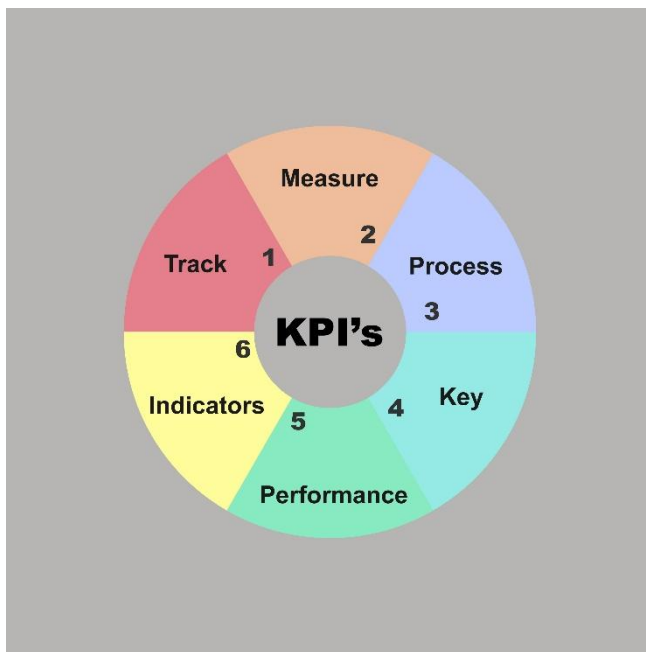 Measure
2
Track
1
Process
3
KPI's
6
Indicators
5
4
Key
Performance